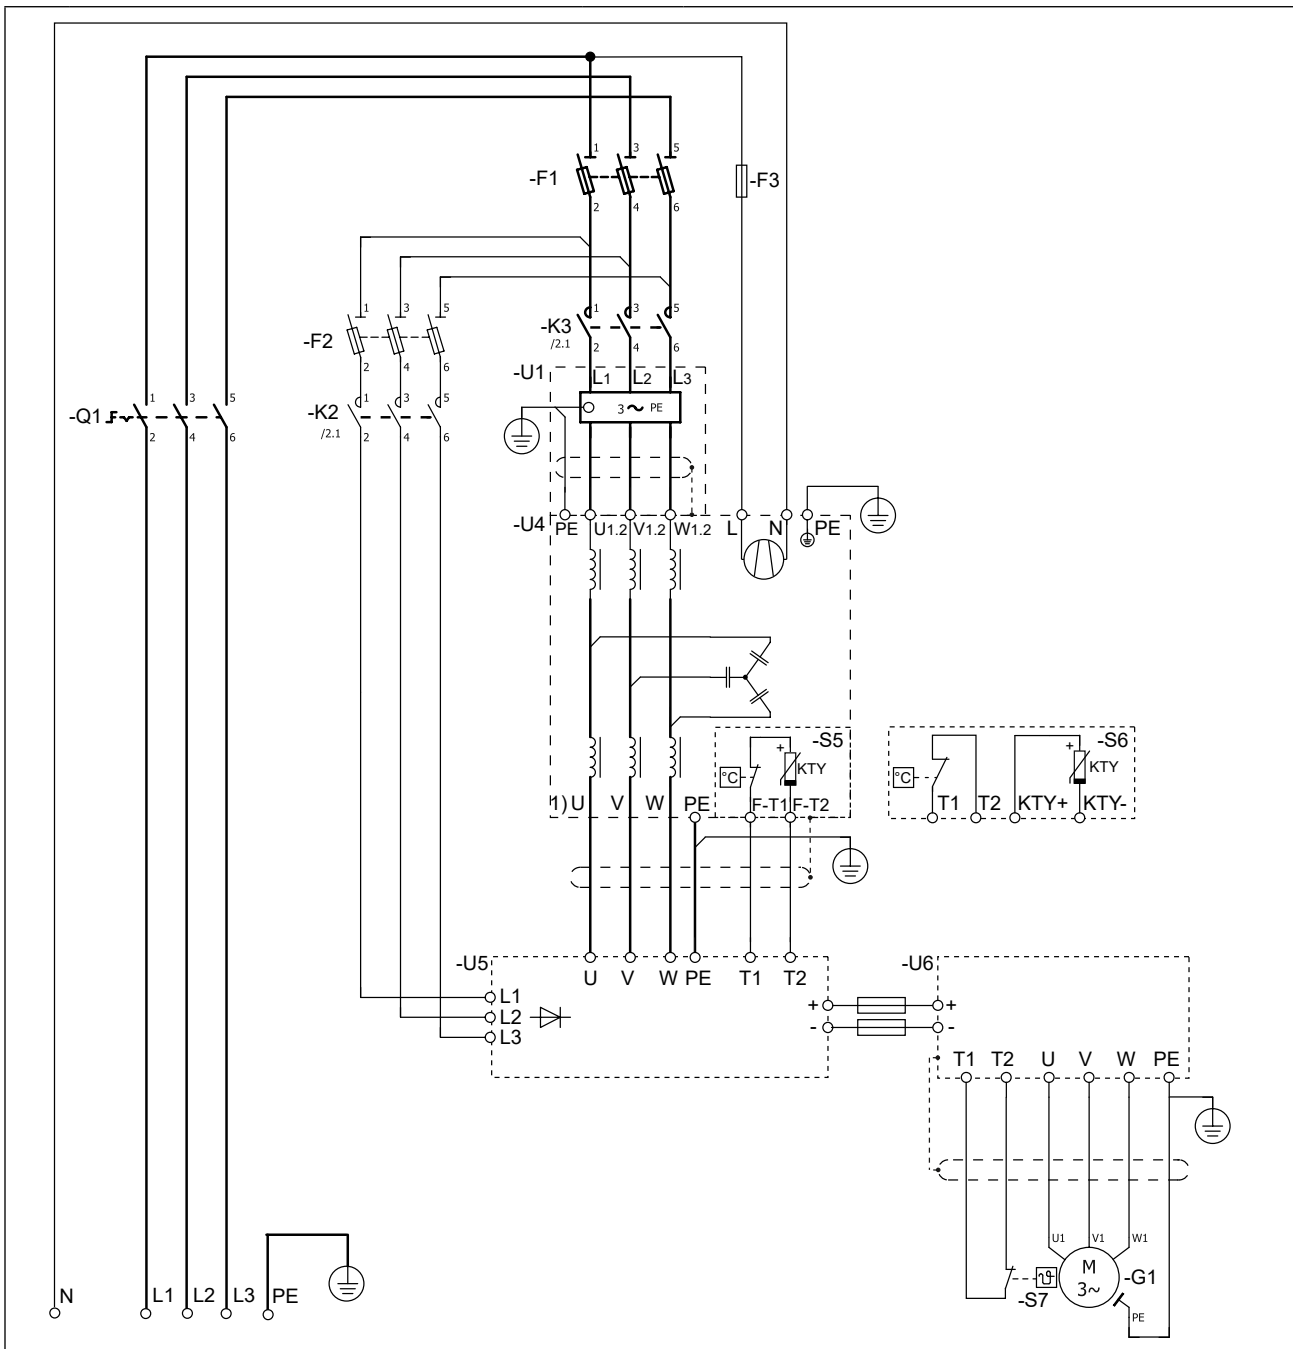 1 3 5
-F1 -F3
2 4 6
1 3 5
-F2
2 4 6
1 3 5
-K3
/2.1
2 4 6
-U1 L1 L2 L3
3 ~ PE
1 3 5
-Q1
2 4 6
1 3 5
-K2
/2.1
2 4 6
-U4 PE U1.2 V1.2 W1.2 L N PE
-S5
+
°C KTY
1) U V W PE F-T1 F-T2
-S6
+
°C KTY
T1 T2 KTY+ KTY-
-U5 U V W PE T1 T2
L1
L2
L3
+ +
- -
-U6
T1 T2 U V W PE
U1 V1 W1
M
3~
-G1
ϑ
-S7
PE
N L1 L2 L3 PE